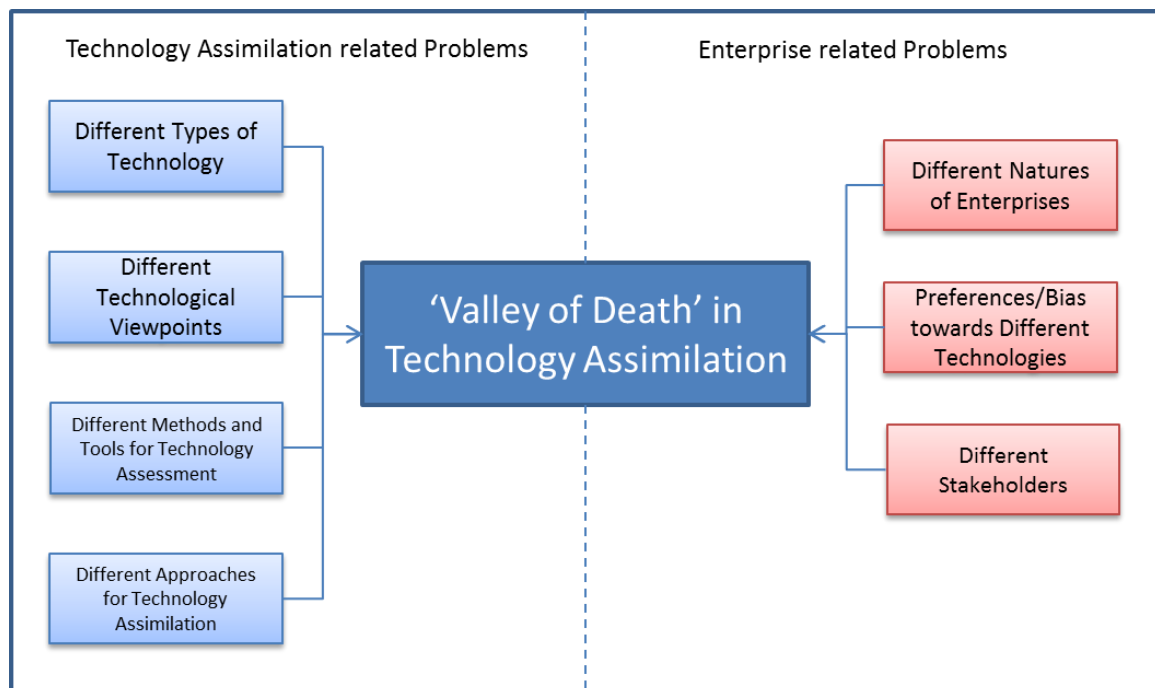 Technology Assimilation related Problems
Enterprise related Problems
Different Types of
Technology
Different
Technological
Viewpoints
Different Methods and
Tools for Technology
Assessment
Different Approaches
for Technology
Assimilation
‘Valley of Death’ in
Technology Assimilation
Different Natures
of Enterprises
Preferences/Bias
towards Different
Technologies
Different
Stakeholders